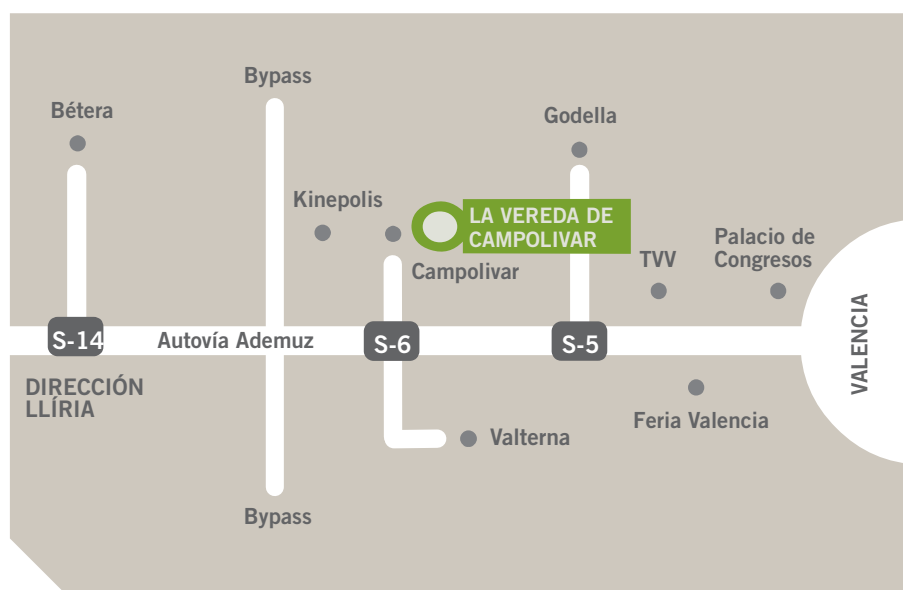 Bypass
Bétera
Godella
Kinepolis
LA VEREDA DE
CAMPOLIVAR
Palacio de
Congresos
TVV
Campolivar
S-14
Autovía Ademuz
S-6
S-5
VALENCIA
DIRECCIÓN
LLÍRIA
Feria Valencia
Valterna
Bypass